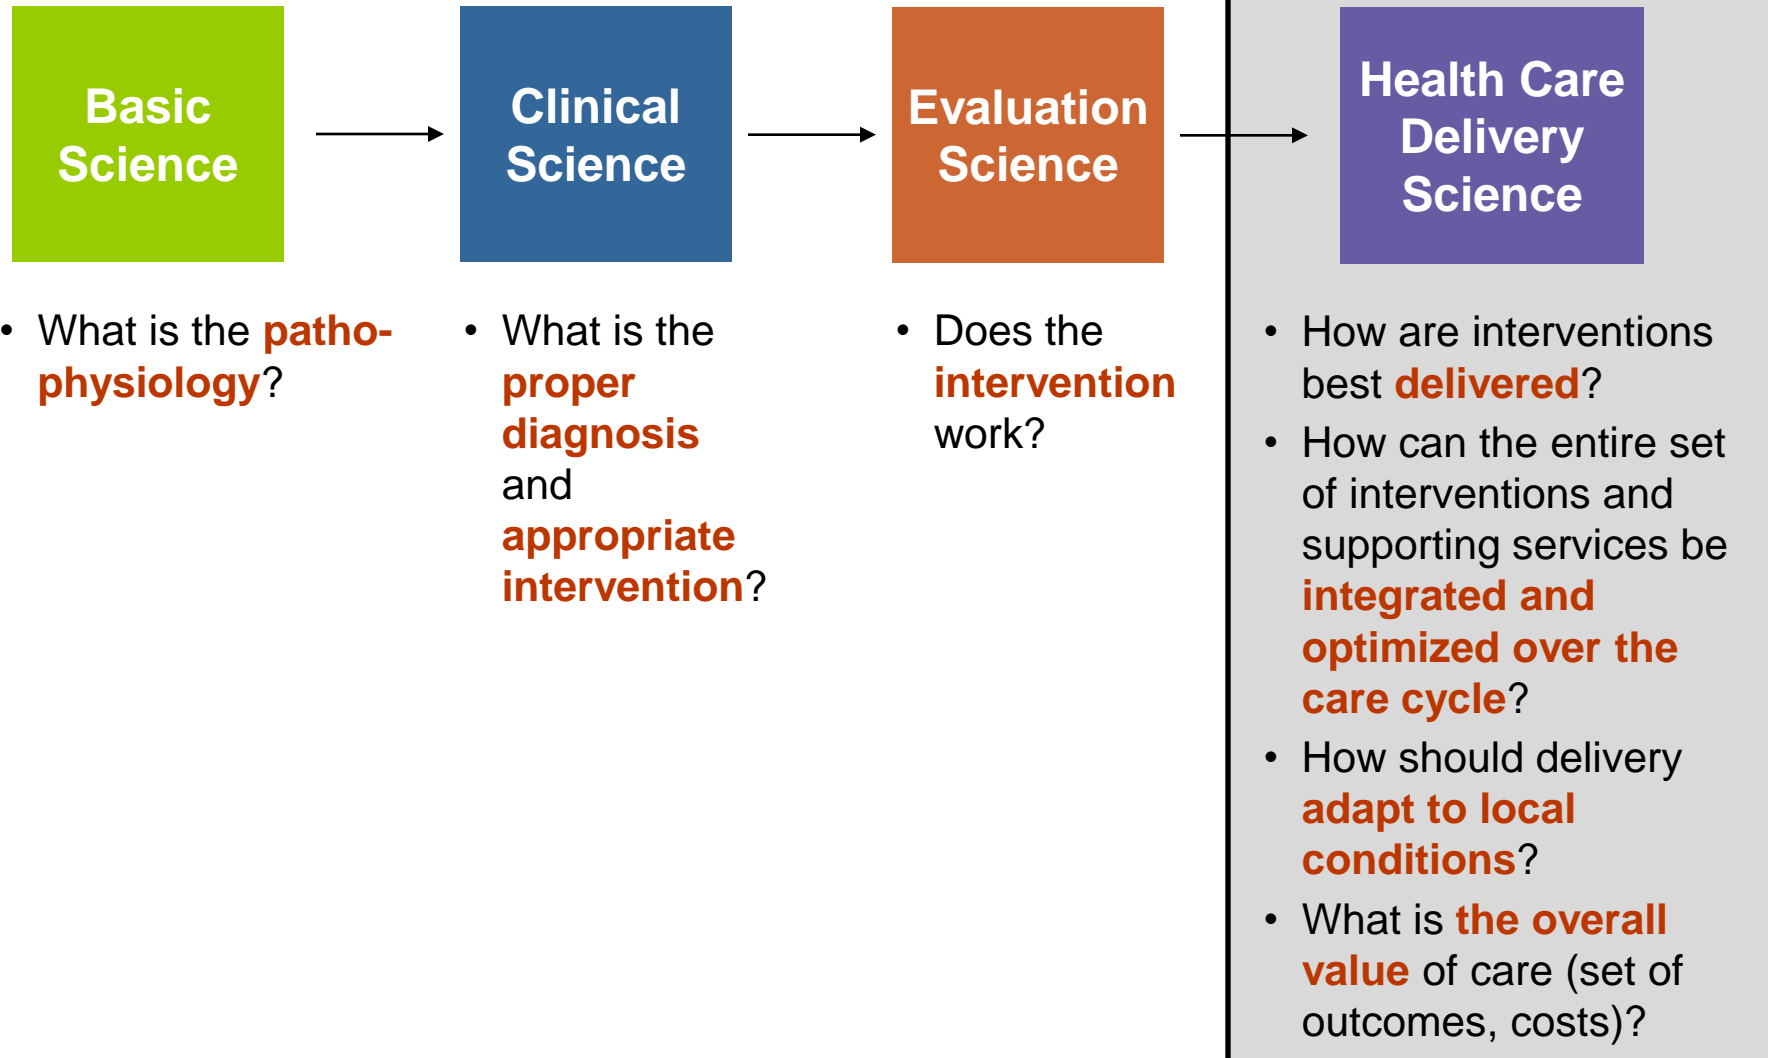 Basic
Science
Clinical
Science
Evaluation
Science
Health Care
Delivery
Science
• What is the patho-
physiology?
• What is the
proper
diagnosis
and
appropriate
intervention?
• Does the
intervention
work?
• How are interventions
best delivered?
• How can the entire set
of interventions and
supporting services be
integrated and
optimized over the
care cycle?
• How should delivery
adapt to local
conditions?
• What is the overall
value of care (set of
outcomes, costs)?